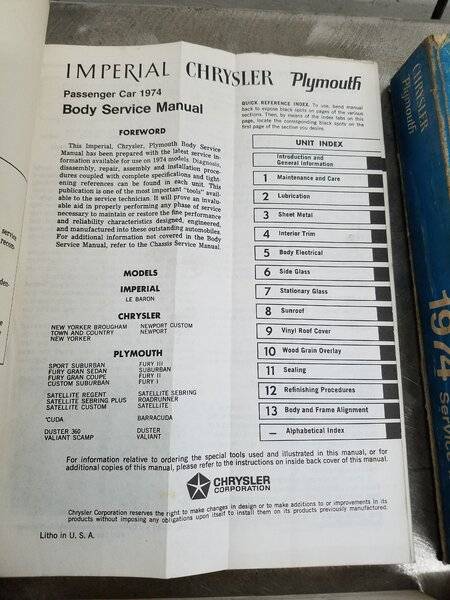 IMPERIAL CHRYSLER Plymouth
Passenger Car 1974
Body Service Manual
FOREWORD
This Imperial, Chrysler, Plymouth Body Service
Manual has been prepared with the latest service in-
formation available for use on 1974 models. Diagnosis,
disassembly, repair, assembly and installation proce-
dures coupled with complete specifications and tight-
ening references can be found in each unit. This
publication is one of the most important "tools" avail-
able to the service technician. It will prove an invalu-
able aid in properly performing any phase of service
necessary to maintain or restore the fine performance
and reliability characteristics designed, engineered,
and manufactured into these outstanding automobiles.
For additional information not covered in the Body
Service Manual, refer to the Chassis Service Manual.
MODELS
IMPERIAL
LE BARON
CHRYSLER
NEW YORKER BROUGHAM NEWPORT CUSTOM
TOWN AND COUNTRY NEWPORT
NEW YORKER
PLYMOUTH
SPORT SUBURBAN FURY III
FURY GRAN SEDAN SUBURBAN
FURY GRAN COUPE FURY II
CUSTOM SUBURBAN FURY I
SATELLITE REGENT SATELLITE SEBRING
SATELLITE SEBRING PLUS ROADRUNNER
SATELLITE CUSTOM SATELLITE
'CUDA BARRACUDA
DUSTER 360 DUSTER
VALIANT SCAMP VALIANT
QUICK REFERENCE INDEX. To use, send manual
back to expose black spots on pages of the various
sections. Then, by means of the index tabs on this
page, locate the corresponding black spots on the
first page of the section you desire.
UNIT INDEX
Introduction and
General Information
1 Maintenance and Care
2 Lubrication
3 Sheet Metal
4 Interior Trim
5 Body Electrical
6 Side Glass
7 Stationary Glass
8 Sunroof
9 Vinyl Roof Cover
10 Wood Grain Overlay
11 Sealing
12 Refinishing Procedures
13 Body and Frame Alignment
— Alphabetical Index
For information relative to ordering the special tools used and illustrated in this manual, or for
additional copies of this manual, please refer to the instructions on inside back cover of this manual.
CHRYSLER
CORPORATION
Chrysler Corporation reserves the right to make changes in design or to make additions to or improvements in its
products without imposing any obligations upon itself to install them on its products previously manufactured.
Litho in U. S. A.
service
recom
den-
CHRYSLER
Plymouth
1974 Service